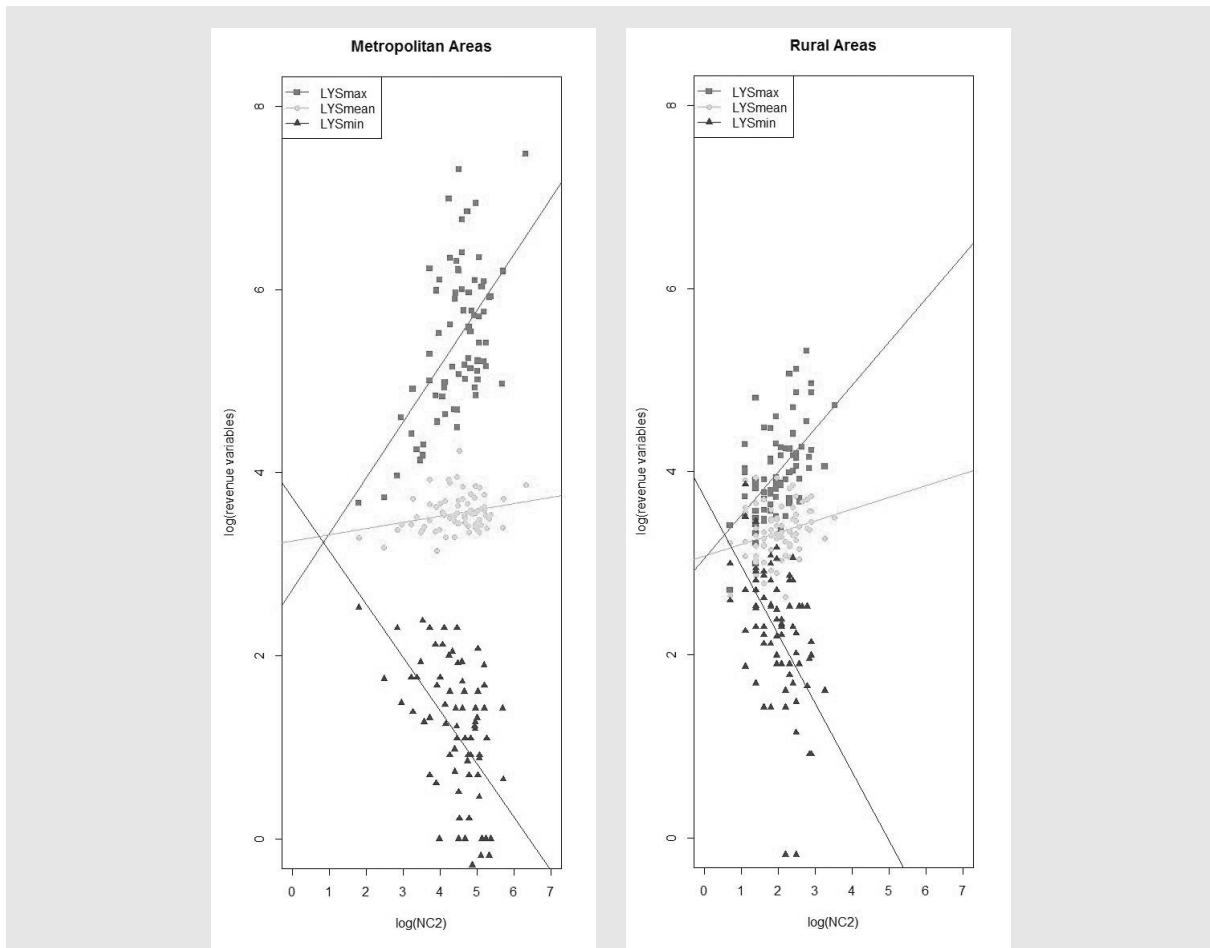 Metropolitan Areas
LYSmax
LYSmean
LYSmin
8
6
4
2
0
log(revenue variables)
0 1 2 3 4 5 6 7
log(NC2)
Rural Areas
LYSmax
LYSmean
LYSmin
8
6
4
2
0
log(revenue variables)
0 1 2 3 4 5 6 7
log(NC2)